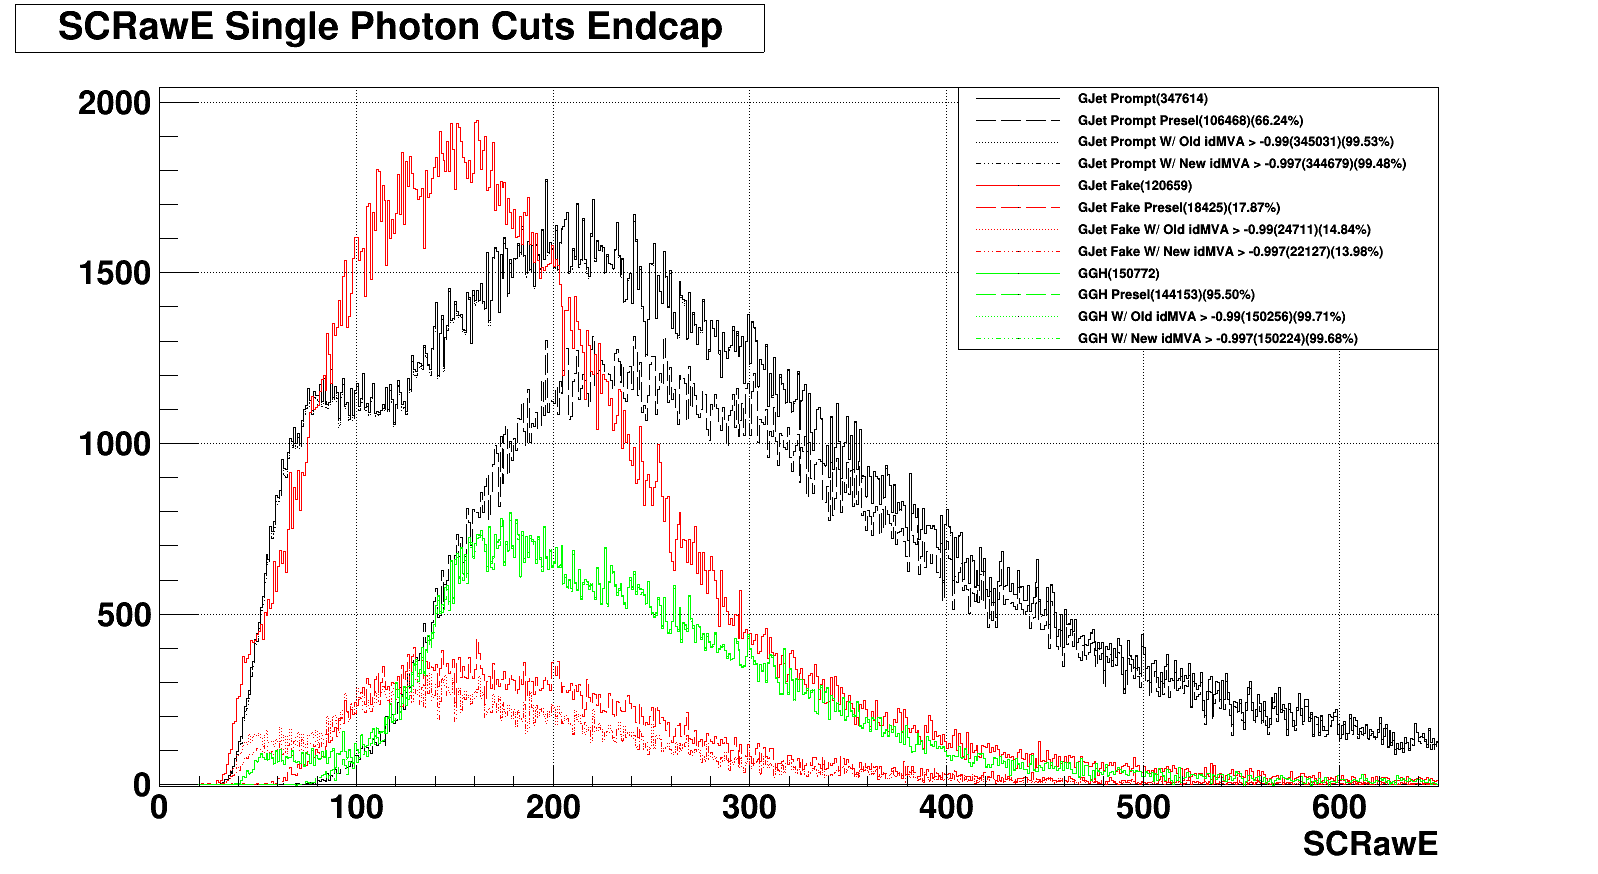 SCRawE Single Photon Cuts Endcap
2000
1500
1000
500
0
GJet Prompt(347614)
GJet Prompt Presel(106468)(66.24%)
GJet Prompt W/ Old idMVA > -0.99(345031)(99.53%)
GJet Prompt W/ New idMVA > -0.997(344679)(99.48%)
GJet Fake(120659)
GJet Fake Presel(18425)(17.87%)
GJet Fake W/ Old idMVA > -0.99(24711)(14.84%)
GJet Fake W/ New idMVA > -0.997(22127)(13.98%)
GGH(150772)
GGH Presel(144153)(95.50%)
GGH W/ Old idMVA > -0.99(150256)(99.71%)
GGH W/ New idMVA > -0.997(150224)(99.68%)
0 100 200 300 400 500 600
SCRawE